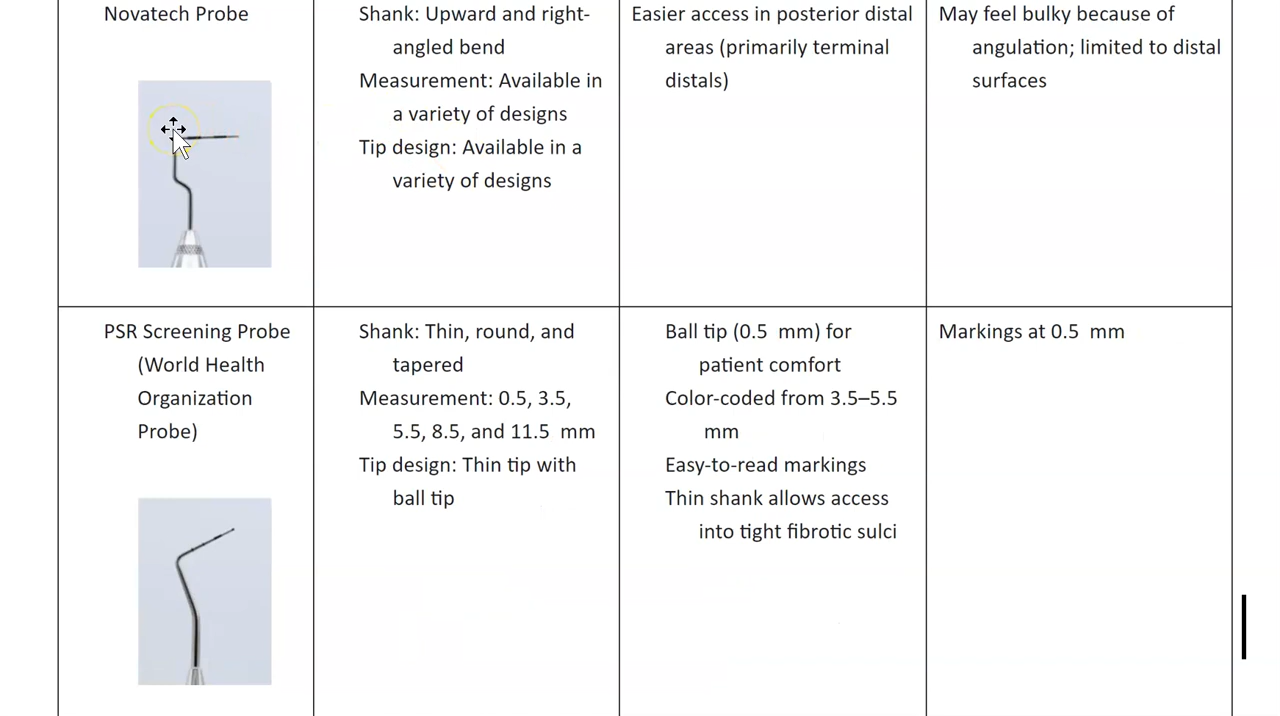 Novatech Probe
Shank: Upward and right-
angled bend
Measurement: Available in
a variety of designs
Tip design: Available in a
variety of designs
Easier access in posterior distal
areas (primarily terminal
distals)
May feel bulky because of
angulation; limited to distal
surfaces
PSR Screening Probe
(World Health
Organization
Probe)
Shank: Thin, round, and
tapered
Measurement: 0.5, 3.5,
5.5, 8.5, and 11.5 mm
Tip design: Thin tip with
ball tip
Ball tip (0.5 mm) for
patient comfort
Color-coded from 3.5–5.5
mm
Easy-to-read markings
Thin shank allows access
into tight fibrotic sulci
Markings at 0.5 mm